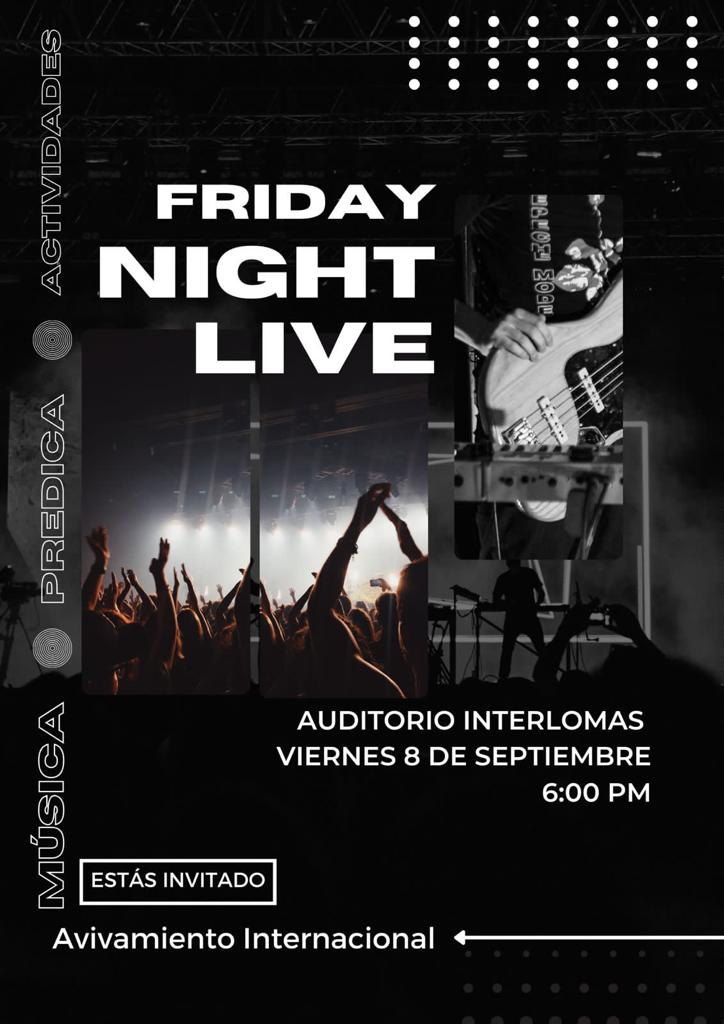 ACTIVIDADES
PREDICA
MÚSICA
FRIDAY
NIGHT
LIVE
AUDITORIO INTERLOMAS
VIERNES 8 DE SEPTIEMBRE
6:00 PM
ESTÁS INVITADO
Avivamiento Internacional